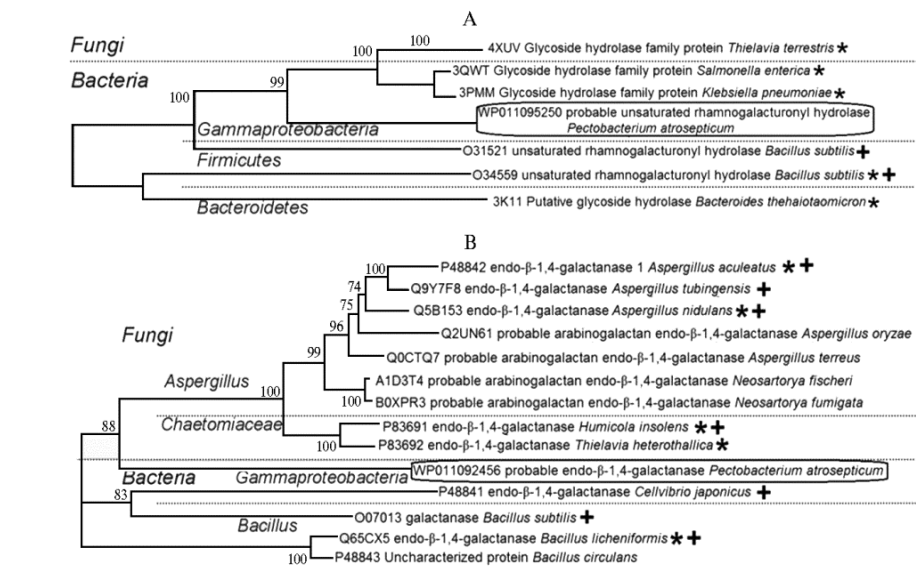 A
Fungi
100
100
4XUV Glycoside hydrolase family protein Thielavia terrestris *
Bacteria
99
3QWT Glycoside hydrolase family protein Salmonella enterica *
100
3PMM Glycoside hydrolase family protein Klebsiella pneumoniae *
WP011095250 probable unsaturated rhamnogalacturonyl hydrolase
Pectobacterium atrosepticum
Gammaproteobacteria
O31521 unsaturated rhamnogalacturonyl hydrolase Bacillus subtilis +
Firmicutes
O34559 unsaturated rhamnogalacturonyl hydrolase Bacillus subtilis * +
Bacteroidetes
3K11 Putative glycoside hydrolase Bacteroides thehaiotaomicron *
B
100
P48842 endo-β-1,4-galactanase 1 Aspergillus aculeatus * +
74
Q9Y7F8 endo-β-1,4-galactanase Aspergillus tubingensis +
75
Q5B153 endo-β-1,4-galactanase Aspergillus nidulans * +
Fungi
96
Q2UN61 probable arabinogalactan endo-β-1,4-galactanase Aspergillus oryzae
99
Q0CTQ7 probable arabinogalactan endo-β-1,4-galactanase Aspergillus terreus
Aspergillus
100
A1D3T4 probable arabinogalactan endo-β-1,4-galactanase Neosartorya fischeri
100
B0XPR3 probable arabinogalactan endo-β-1,4-galactanase Neosartorya fumigata
88
Chaetomiaceae
P83691 endo-β-1,4-galactanase Humicola insolens * +
100
P83692 endo-β-1,4-galactanase Thielavia heterothallica *
Bacteria
Gammaproteobacteria
WP011092456 probable endo-β-1,4-galactanase Pectobacterium atrosepticum
83
P48841 endo-β-1,4-galactanase Cellvibrio japonicus +
Bacillus
O07013 galactanase Bacillus subtilis +
Q65CX5 endo-β-1,4-galactanase Bacillus licheniformis * +
100
P48843 Uncharacterized protein Bacillus circulans